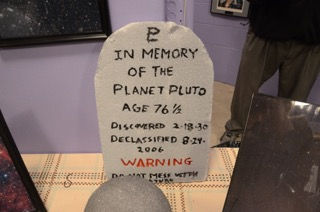 P
IN MEMORY
OF THE
PLANET PLUTO
AGE 76 ½
DISCOVERED 2-18-30
DECLASSIFIED 8-24-
2006
WARNING
DO NOT MESS WITH